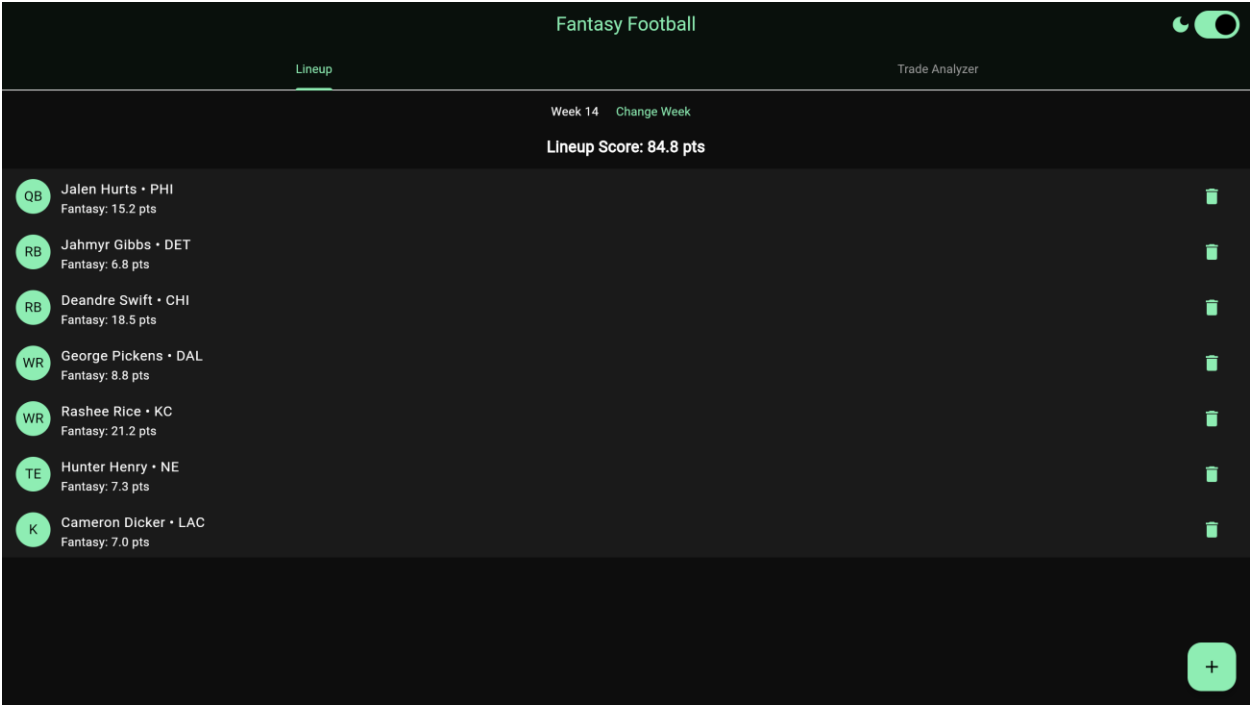 Fantasy Football
Lineup
Trade Analyzer
Week 14 Change Week
Lineup Score: 84.8 pts
QB
Jalen Hurts • PHI
Fantasy: 15.2 pts
RB
Jahmyr Gibbs • DET
Fantasy: 6.8 pts
RB
Deandre Swift • CHI
Fantasy: 18.5 pts
WR
George Pickens • DAL
Fantasy: 8.8 pts
WR
Rashee Rice • KC
Fantasy: 21.2 pts
TE
Hunter Henry • NE
Fantasy: 7.3 pts
K
Cameron Dicker • LAC
Fantasy: 7.0 pts
+